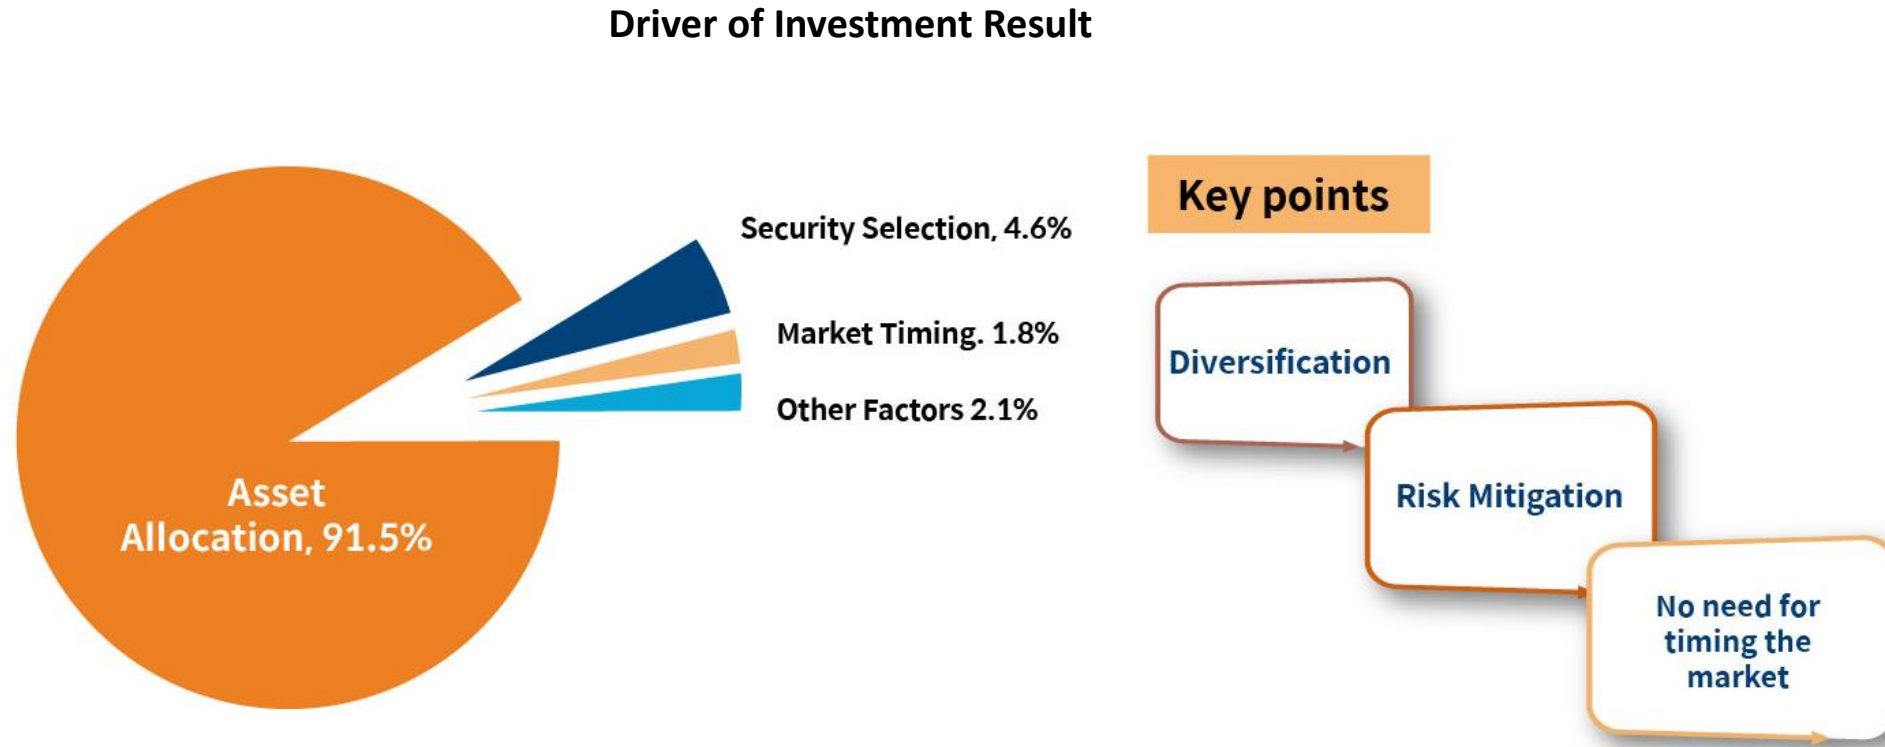 Driver of Investment Result
Security Selection, 4.6%
Market Timing. 1.8%
Other Factors 2.1%
Asset
Allocation, 91.5%
Key points
Diversification
Risk Mitigation
No need for
timing the
market